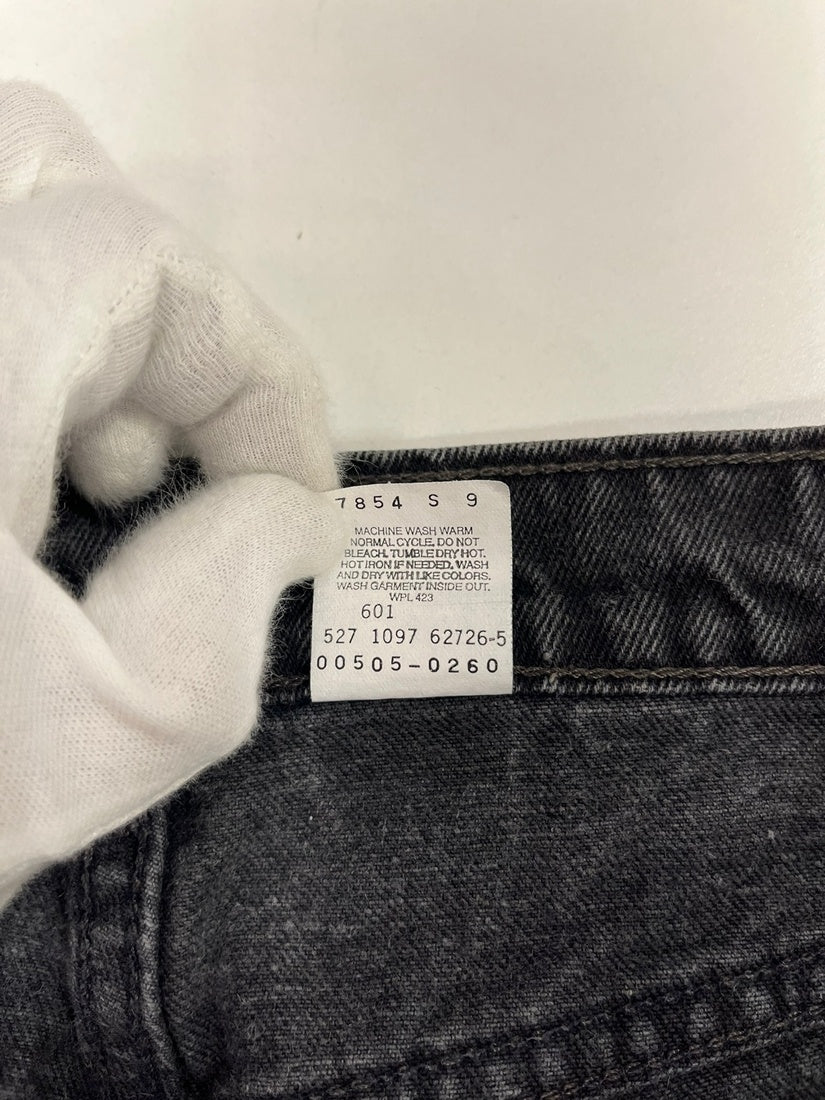 7854 S 9
MACHINE WASH WARM
NORMAL CYCLE. DO NOT
BLEACH. TUMBLE DRY HOT.
HOT IRON IF NEEDED. WASH
AND DRY WITH LIKE COLORS.
WASH GARMENT INSIDE OUT.
WPL 423
601
527 1097 62726-5
00505-0260